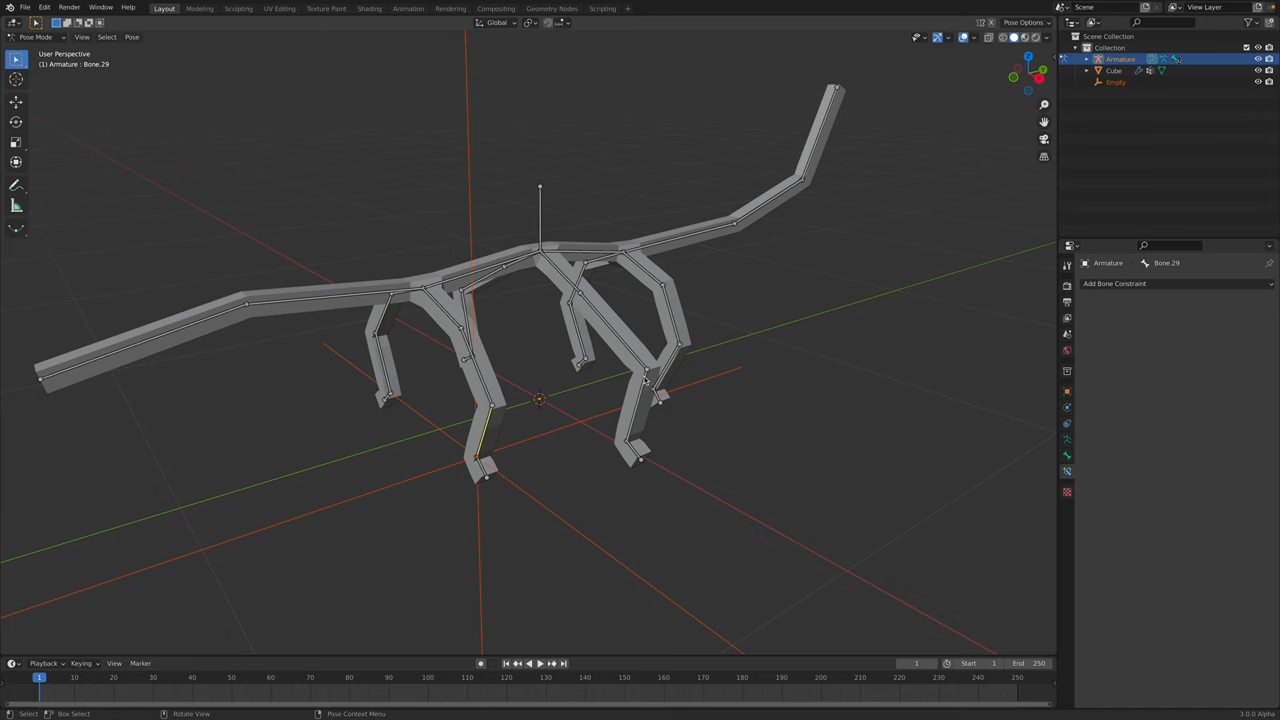 File Edit Render Window Help Layout Modeling Sculpting UV Editing Texture Paint Shading Animation Rendering Compositing Geometry Nodes Scripting + Scene View Layer
Global Pose Options
Pose Mode View Select Pose
User Perspective
(1) Armature : Bone.29
Scene Collection
Collection
Armature
Cube
Empty
Armature Bone.29
Add Bone Constraint
Playback Keying View Marker 1 Start 1 End 250
1 10 20 30 40 50 60 70 80 90 100 110 120 130 140 150 160 170 180 190 200 210 220 230 240 250
Select Box Select Rotate View Pose Context Menu 3.0.0 Alpha